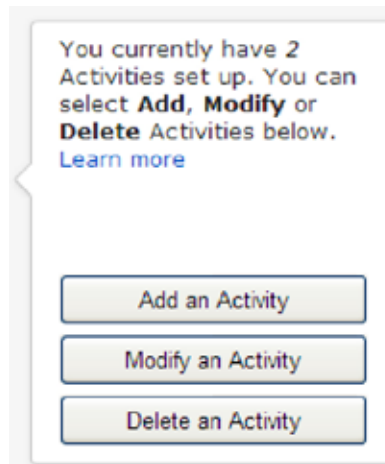 You currently have 2
Activities set up. You can
select Add, Modify or
Delete Activities below.
Learn more
Add an Activity
Modify an Activity
Delete an Activity